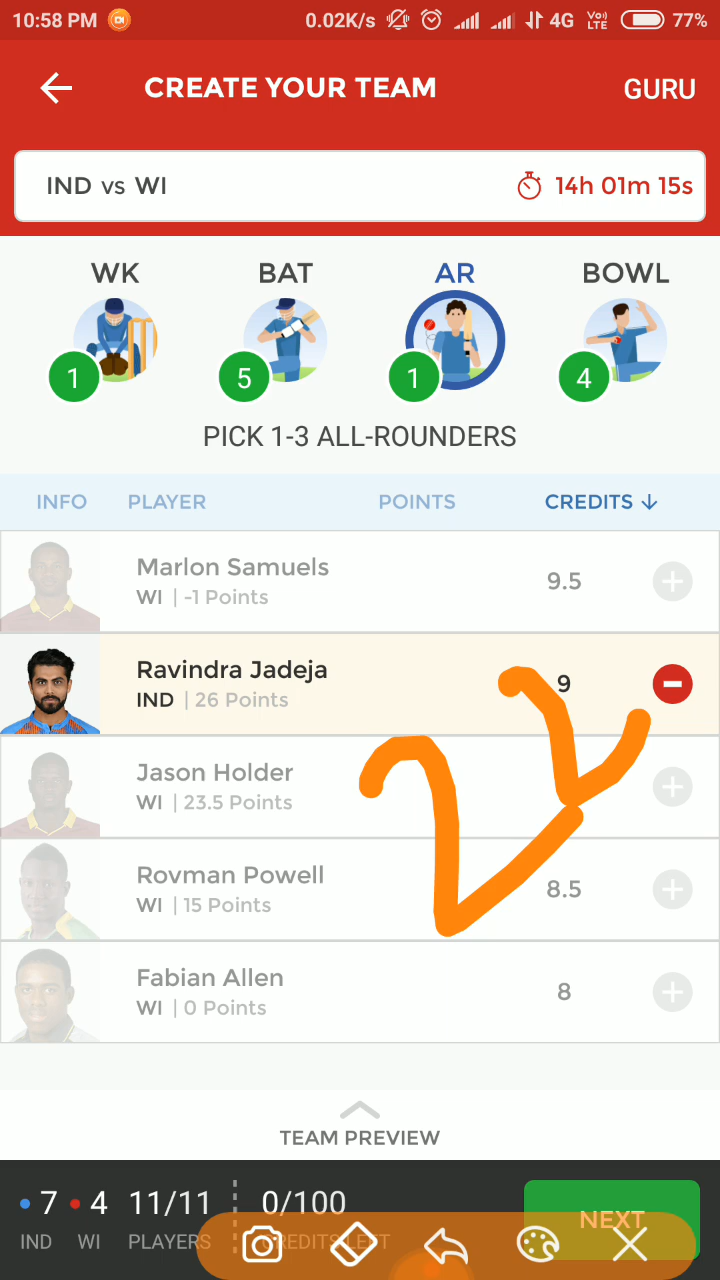 10:58 PM 0.02K/s 4G Vo) LTE 77%
CREATE YOUR TEAM GURU
IND vs WI 14h 01m 15s
WK BAT AR BOWL
1 5 1 4
PICK 1-3 ALL-ROUNDERS
INFO PLAYER POINTS CREDITS
Marlon Samuels
WI | -1 Points 9.5
Ravindra Jadeja
IND | 26 Points 9
Jason Holder
WI | 23.5 Points
Rovman Powell
WI | 15 Points 8.5
Fabian Allen
WI | 0 Points 8
TEAM PREVIEW
7 4 11/11 0/100 NEXT
IND WI PLAYERS CREDITS LEFT